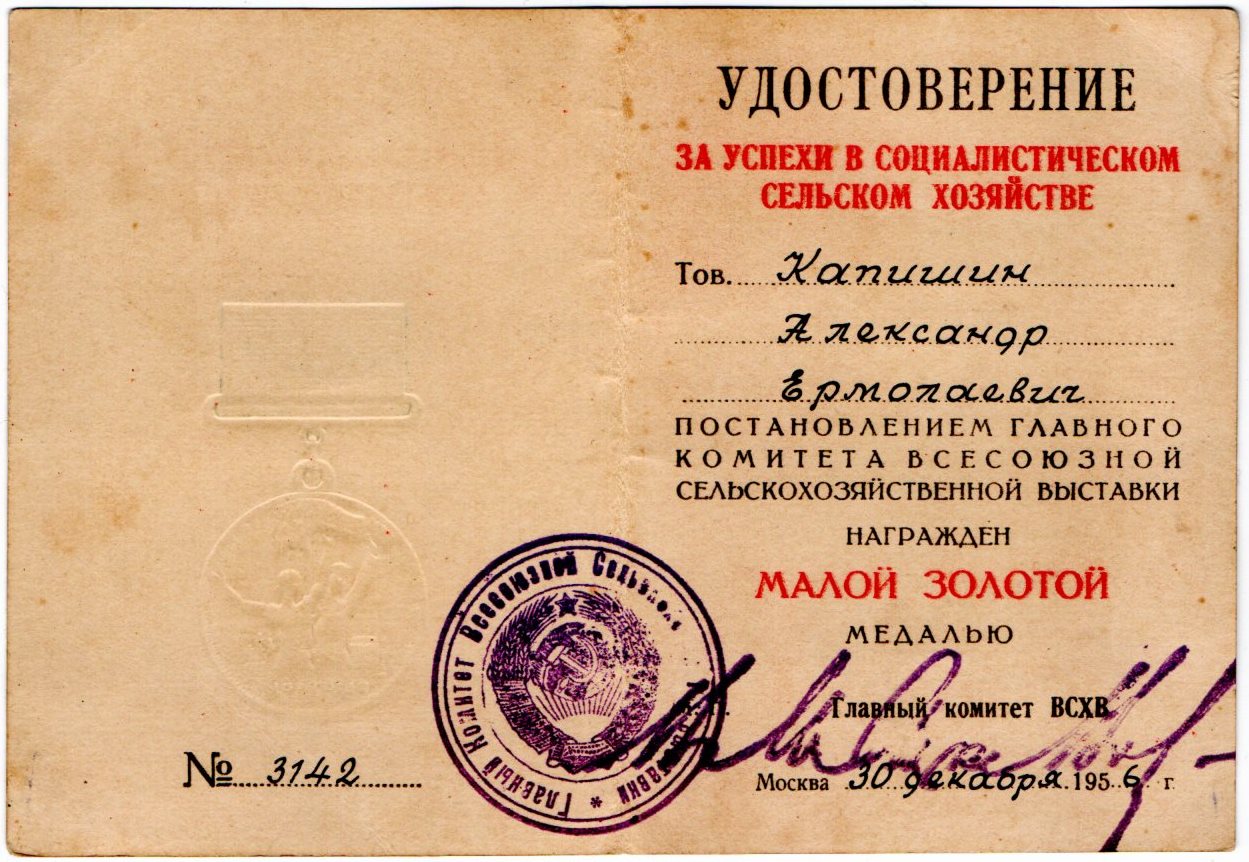 № 3142
УДОСТОВЕРЕНИЕ
ЗА УСПЕХИ В СОЦИАЛИСТИЧЕСКОМ
СЕЛЬСКОМ ХОЗЯЙСТВЕ
Тов. Капишин
Александр
Ермолаевич
ПОСТАНОВЛЕНИЕМ ГЛАВНОГО
КОМИТЕТА ВСЕСОЮЗНОЙ
СЕЛЬСКОХОЗЯЙСТВЕННОЙ ВЫСТАВКИ
НАГРАЖДЕН
МАЛОЙ ЗОЛОТОЙ
МЕДАЛЬЮ
Главный комитет ВСХВ
Москва 30 декабря 1956 г.
Главный Комитет Всесоюзной